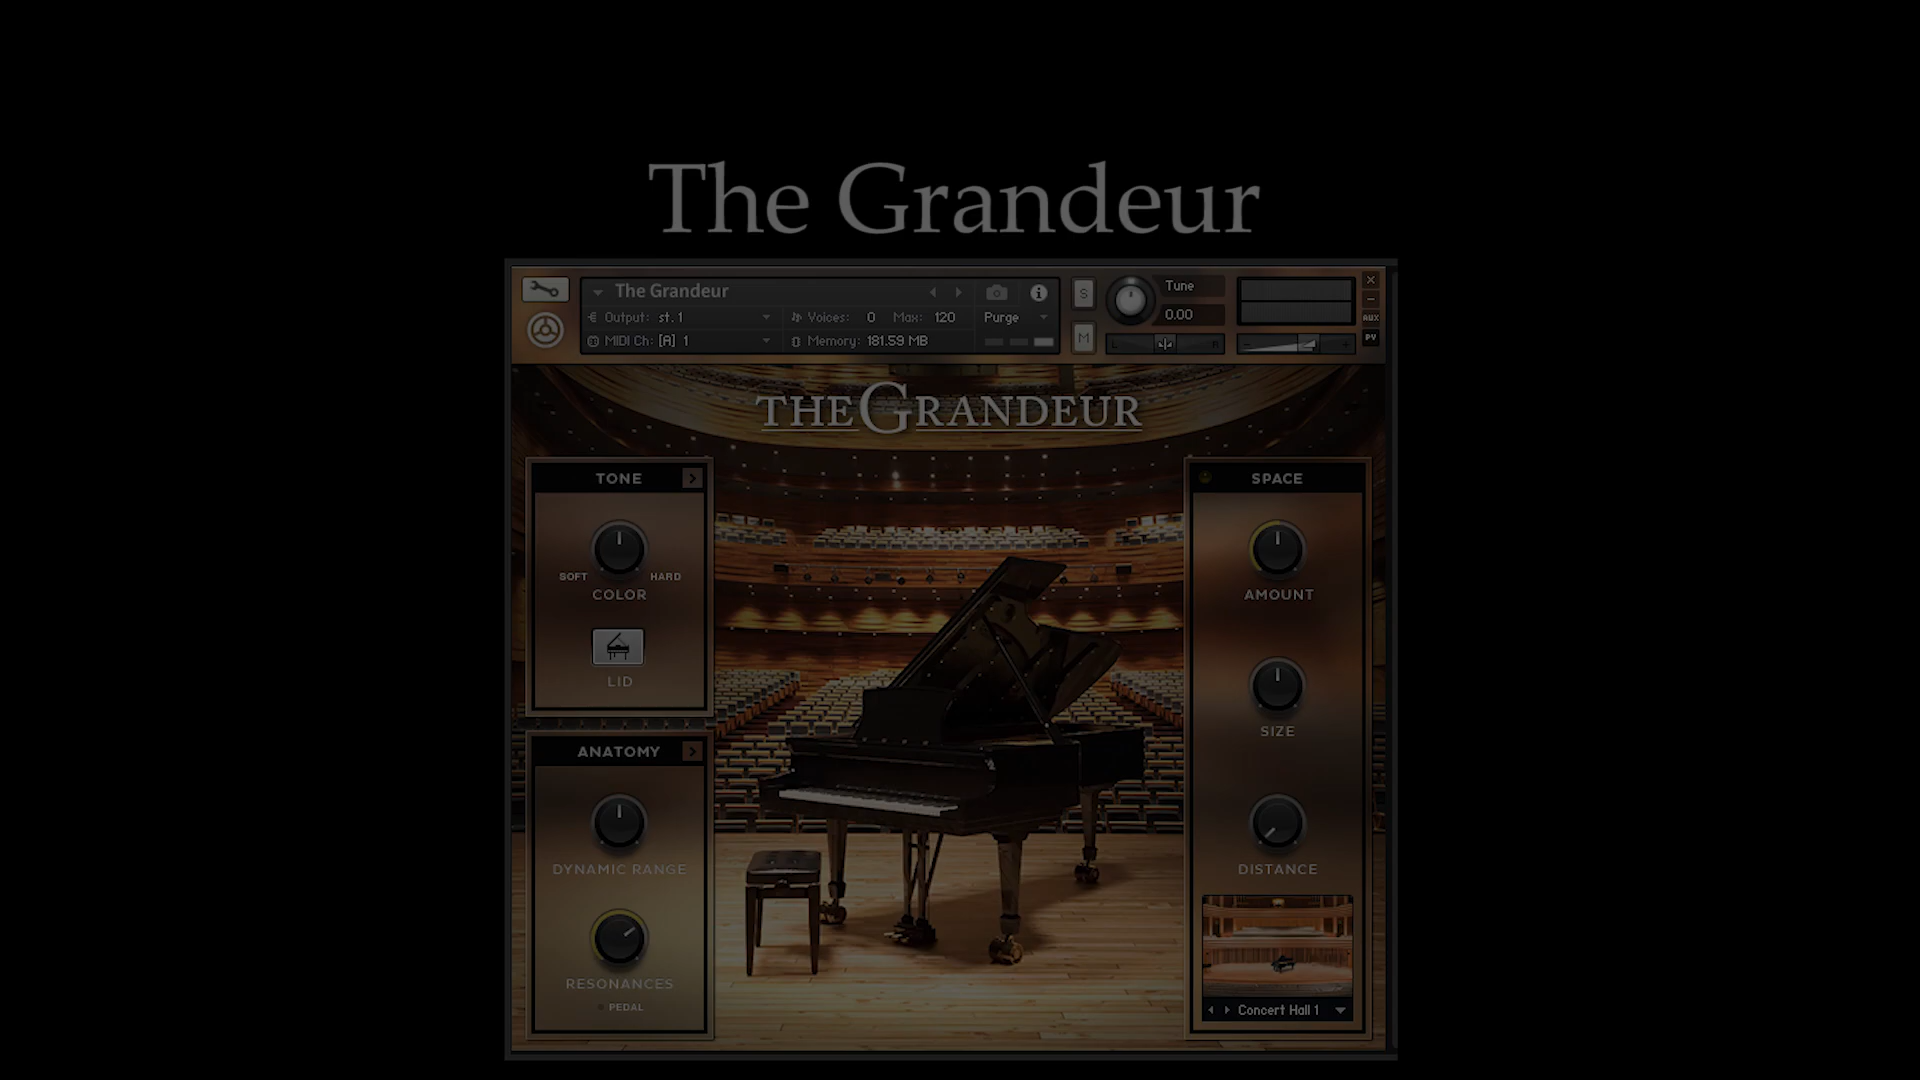 The Grandeur
The Grandeur
Output: st. 1
Voices: 0 Max: 120
Purge
MIDI Ch: [A] 1
Memory: 181.59 MB
S
M
Tune
0.00
L
R
AUX
PV
THE GRANDEUR
TONE
SOFT
HARD
COLOR
LID
ANATOMY
DYNAMIC RANGE
RESONANCES
PEDAL
SPACE
AMOUNT
SIZE
DISTANCE
Concert Hall 1